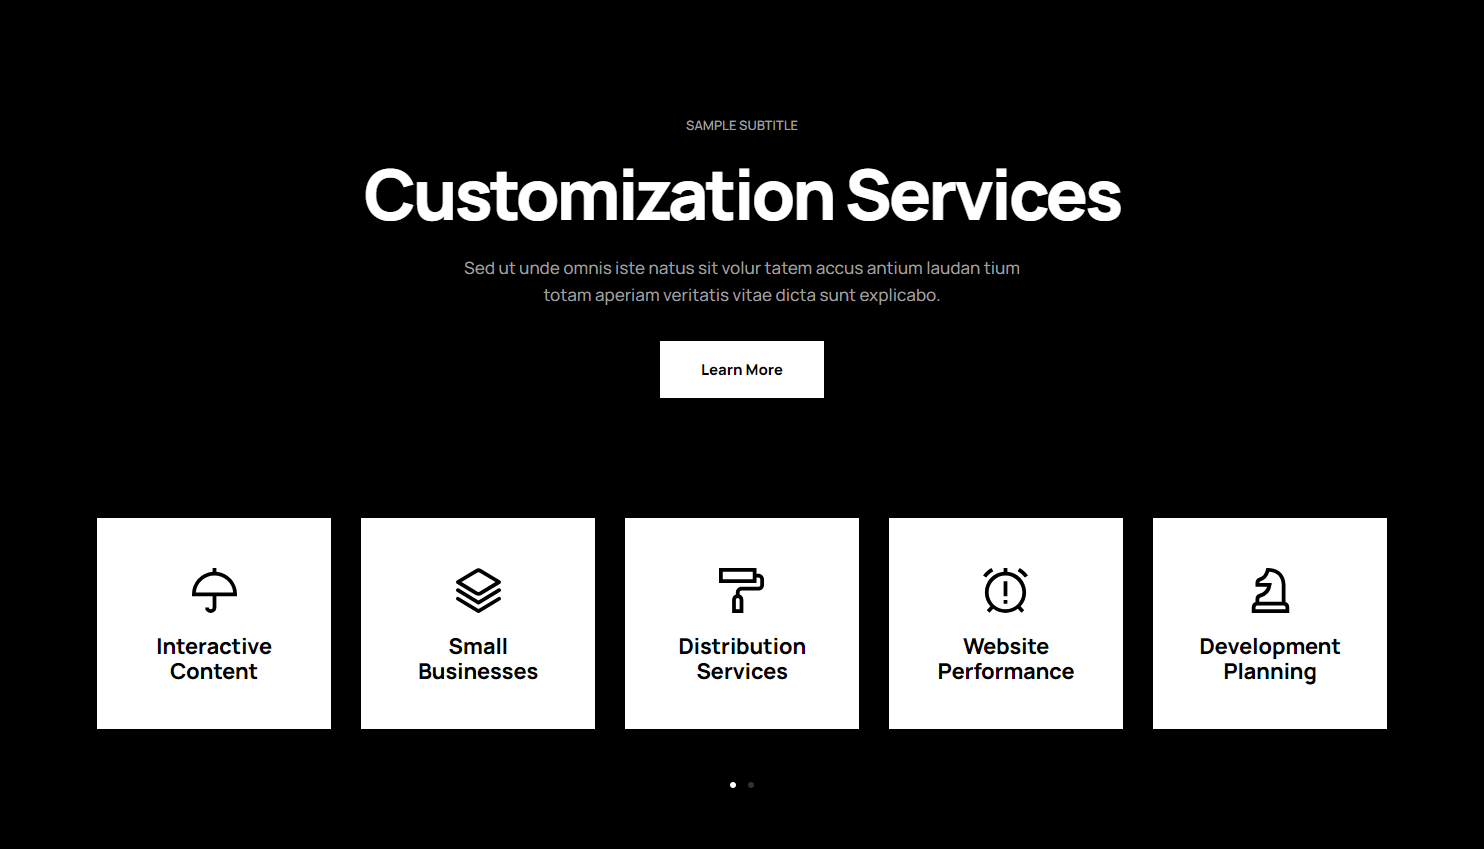 SAMPLE SUBTITLE
Customization Services
Sed ut unde omnis iste natus sit volur tatem accus antium laudan tium
totam aperiam veritatis vitae dicta sunt explicabo.
Learn More
Interactive
Content
Small
Businesses
Distribution
Services
Website
Performance
Development
Planning